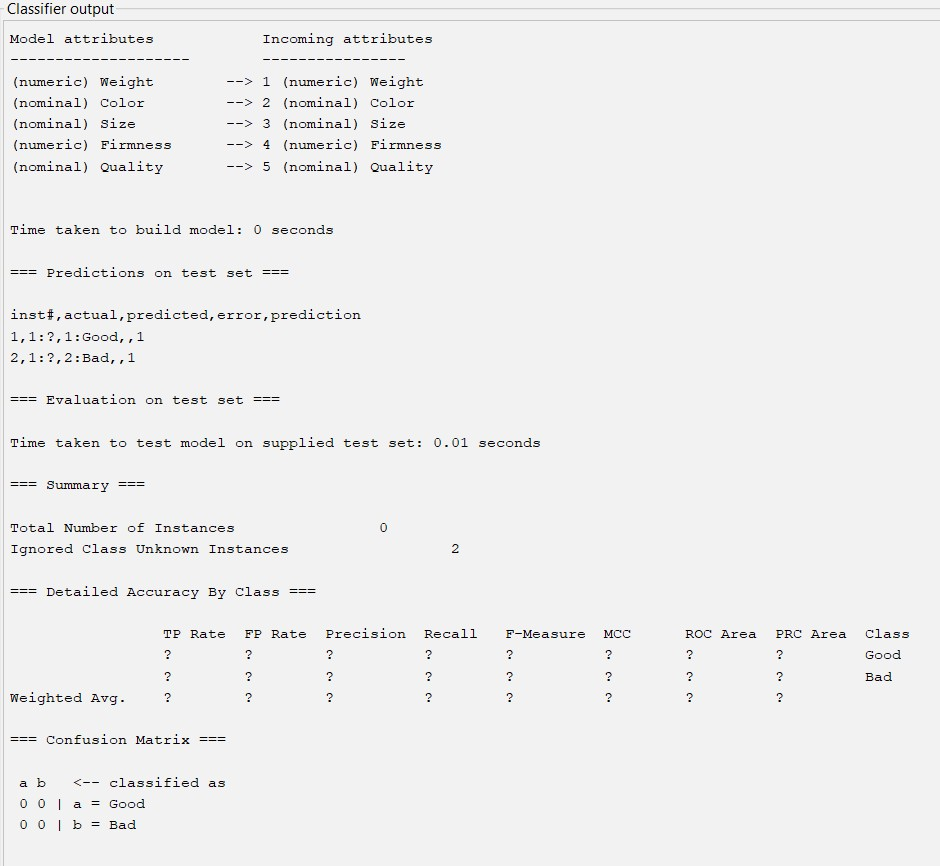 Classifier output
Model attributes            Incoming attributes
--------------------        ----------------
(numeric) Weight        --> 1 (numeric) Weight
(nominal) Color         --> 2 (nominal) Color
(nominal) Size          --> 3 (nominal) Size
(numeric) Firmness      --> 4 (numeric) Firmness
(nominal) Quality       --> 5 (nominal) Quality
Time taken to build model: 0 seconds
=== Predictions on test set ===
inst#,actual,predicted,error,prediction
1,1:?,1:Good,,1
2,1:?,2:Bad,,1
=== Evaluation on test set ===
Time taken to test model on supplied test set: 0.01 seconds
=== Summary ===
Total Number of Instances                0
Ignored Class Unknown Instances                  2
=== Detailed Accuracy By Class ===
                 TP Rate  FP Rate  Precision  Recall   F-Measure  MCC      ROC Area  PRC Area  Class
                 ?        ?        ?          ?        ?          ?        ?         ?         Good
                 ?        ?        ?          ?        ?          ?        ?         ?         Bad
Weighted Avg.    ?        ?        ?          ?        ?          ?        ?         ?
=== Confusion Matrix ===
 a b   <-- classified as
 0 0 | a = Good
 0 0 | b = Bad